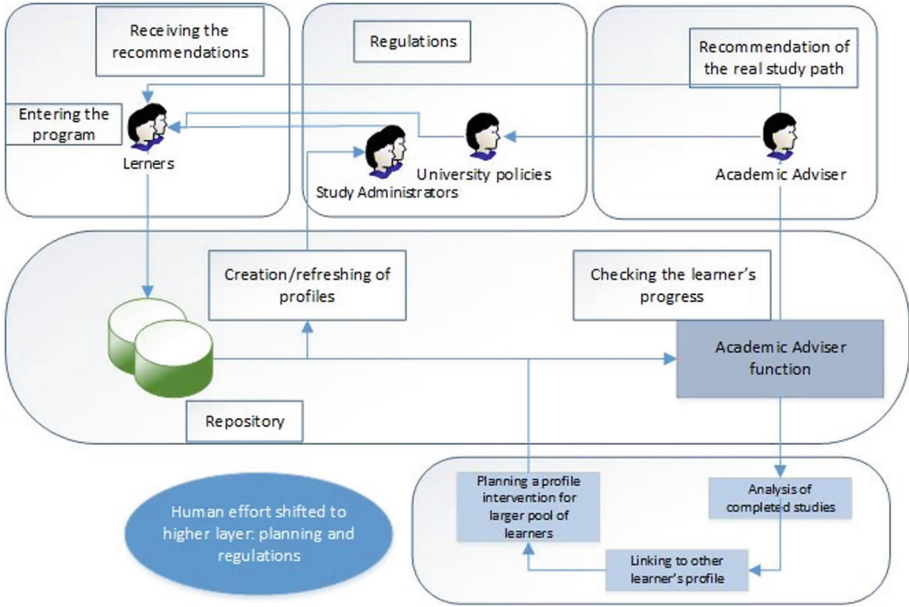 Receiving the
recommendations
Regulations
Recommendation of
the real study path
Entering the
program
Lerners
Study Administrators
University policies
Academic Adviser
Creation/refreshing of
profiles
Checking the learner's
progress
Academic Adviser
function
Repository
Human effort shifted to
higher layer: planning and
regulations
Planning a profile
intervention for
larger pool of
learners
Analysis of
completed studies
Linking to other
learner's profile